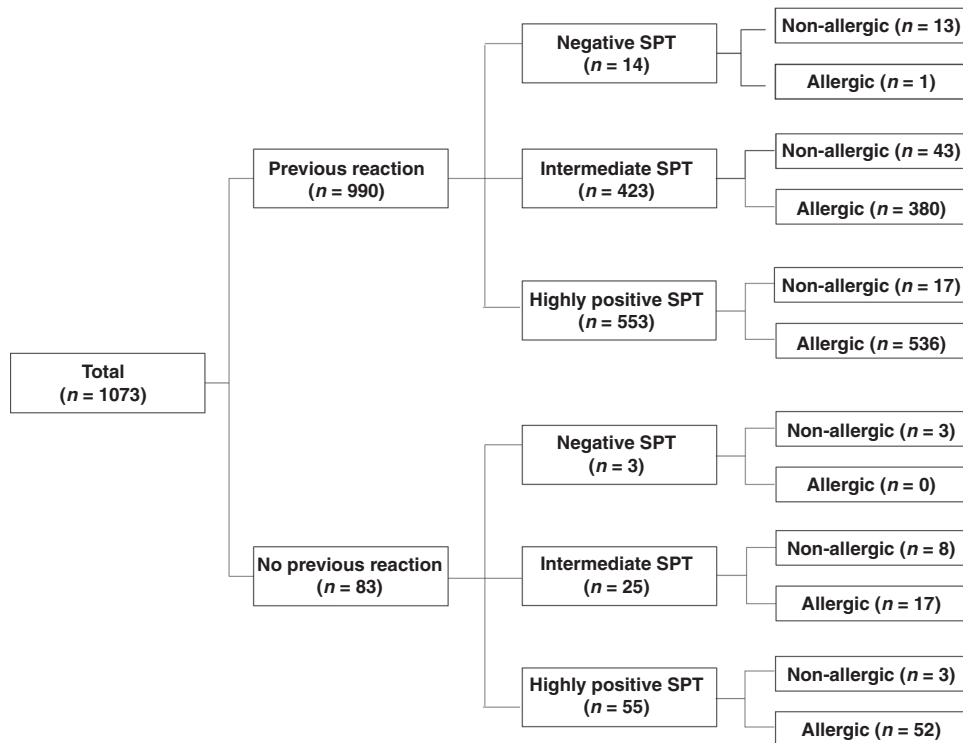 Total
(n = 1073)
Previous reaction
(n = 990)
Negative SPT
(n = 14)
Non-allergic (n = 13)
Allergic (n = 1)
Intermediate SPT
(n = 423)
Non-allergic (n = 43)
Allergic (n = 380)
Highly positive SPT
(n = 553)
Non-allergic (n = 17)
Allergic (n = 536)
No previous reaction
(n = 83)
Negative SPT
(n = 3)
Non-allergic (n = 3)
Allergic (n = 0)
Intermediate SPT
(n = 25)
Non-allergic (n = 8)
Allergic (n = 17)
Highly positive SPT
(n = 55)
Non-allergic (n = 3)
Allergic (n = 52)